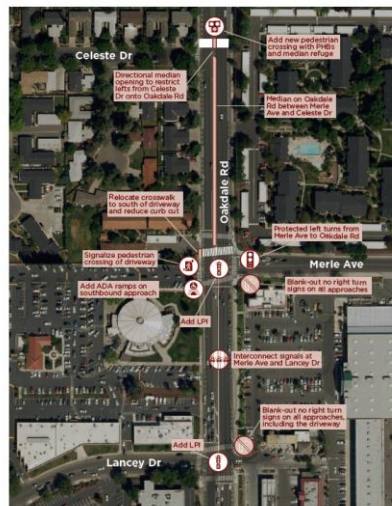 Add new pedestrian
crossing with PHBs
and median refuge
Celeste Dr
Directional median
opening to restrict
lefts from Celeste
Dr onto Oakdale Rd
Median on Oakdale
Rd between Merle
Ave and Celeste Dr
Oakdale Rd
Relocate crosswalk
to south of driveway
and reduce curb cut
Protected left turns from
Merle Ave to Oakdale Rd
Signalize pedestrian
crossing of driveway
Merle Ave
Add ADA ramps on
southbound approach
Blank-out no right turn
signs on all approaches
Add LPI
Interconnect signals at
Merle Ave and Lancey Dr
Blank-out no right turn
signs on all approaches,
including the driveway
Add LPI
Lancey Dr